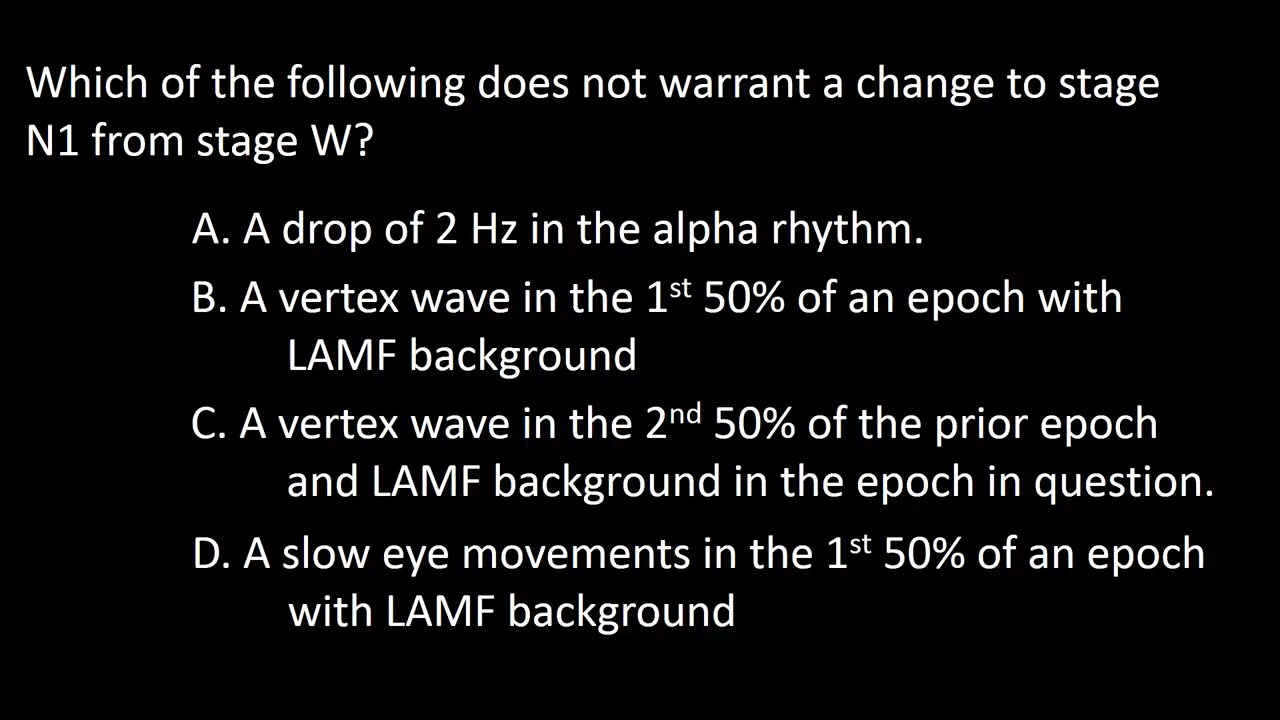 Which of the following does not warrant a change to stage
N1 from stage W?
A. A drop of 2 Hz in the alpha rhythm.
B. A vertex wave in the 1st 50% of an epoch with
LAMF background
C. A vertex wave in the 2nd 50% of the prior epoch
and LAMF background in the epoch in question.
D. A slow eye movements in the 1st 50% of an epoch
with LAMF background